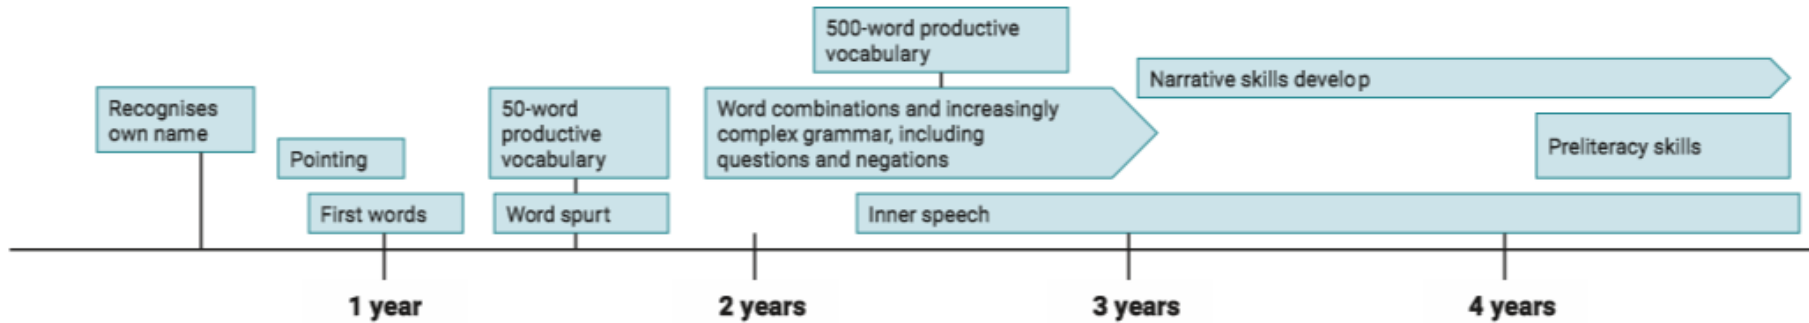 500-word productive
vocabulary
Narrative skills develop
Recognises
own name
50-word
productive
vocabulary
Word combinations and increasingly
complex grammar, including
questions and negations
Pointing
Preliteracy skills
First words
Word spurt
Inner speech
1 year
2 years
3 years
4 years